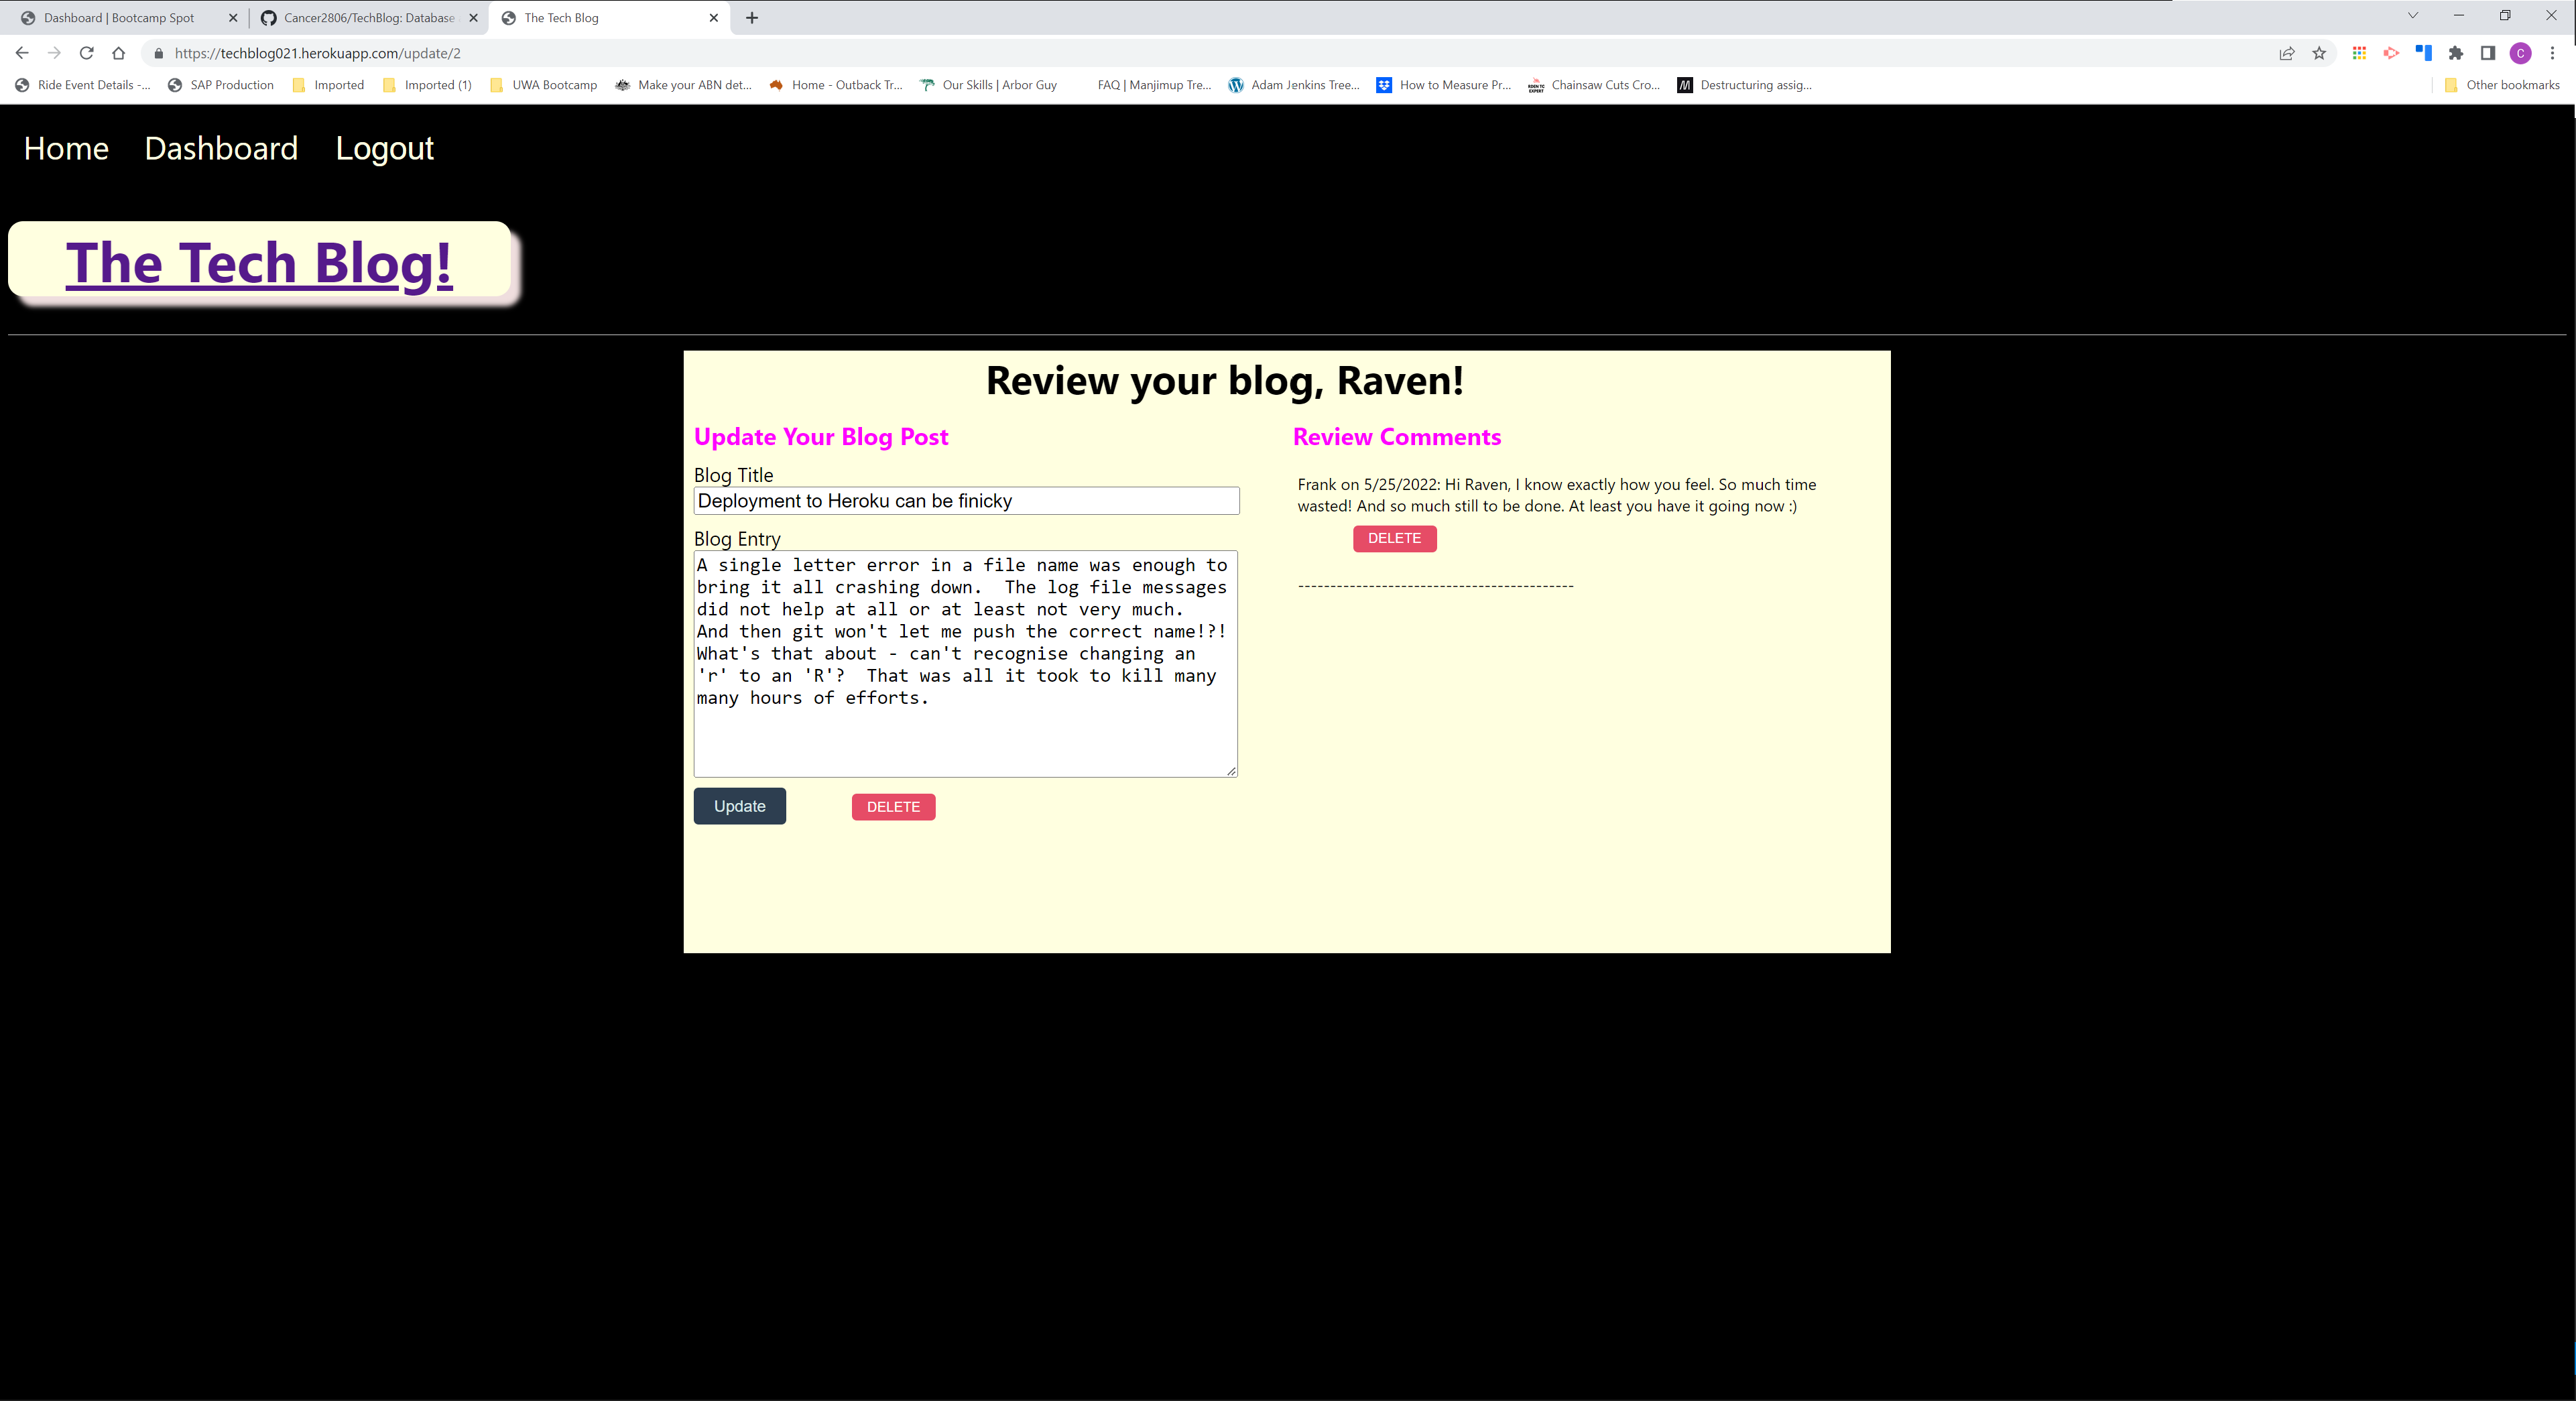 Dashboard | Bootcamp Spot
Cancer2806/TechBlog: Database
The Tech Blog
https://techblog021.herokuapp.com/update/2
C
Ride Event Details -...
SAP Production
Imported
Imported (1)
UWA Bootcamp
Make your ABN det...
Home - Outback Tr...
Our Skills | Arbor Guy
FAQ | Manjimup Tre...
Adam Jenkins Tree...
How to Measure Pr...
Chainsaw Cuts Cro...
Destructuring assig...
Other bookmarks
Home Dashboard Logout
The Tech Blog!
Review your blog, Raven!
Update Your Blog Post
Blog Title
Deployment to Heroku can be finicky
Blog Entry
A single letter error in a file name was enough to
bring it all crashing down.  The log file messages
did not help at all or at least not very much.
And then git won't let me push the correct name!?!
What's that about - can't recognise changing an
'r' to an 'R'?  That was all it took to kill many
many hours of efforts.
Update
DELETE
Review Comments
Frank on 5/25/2022: Hi Raven, I know exactly how you feel. So much time
wasted! And so much still to be done. At least you have it going now :)
DELETE
-------------------------------------------